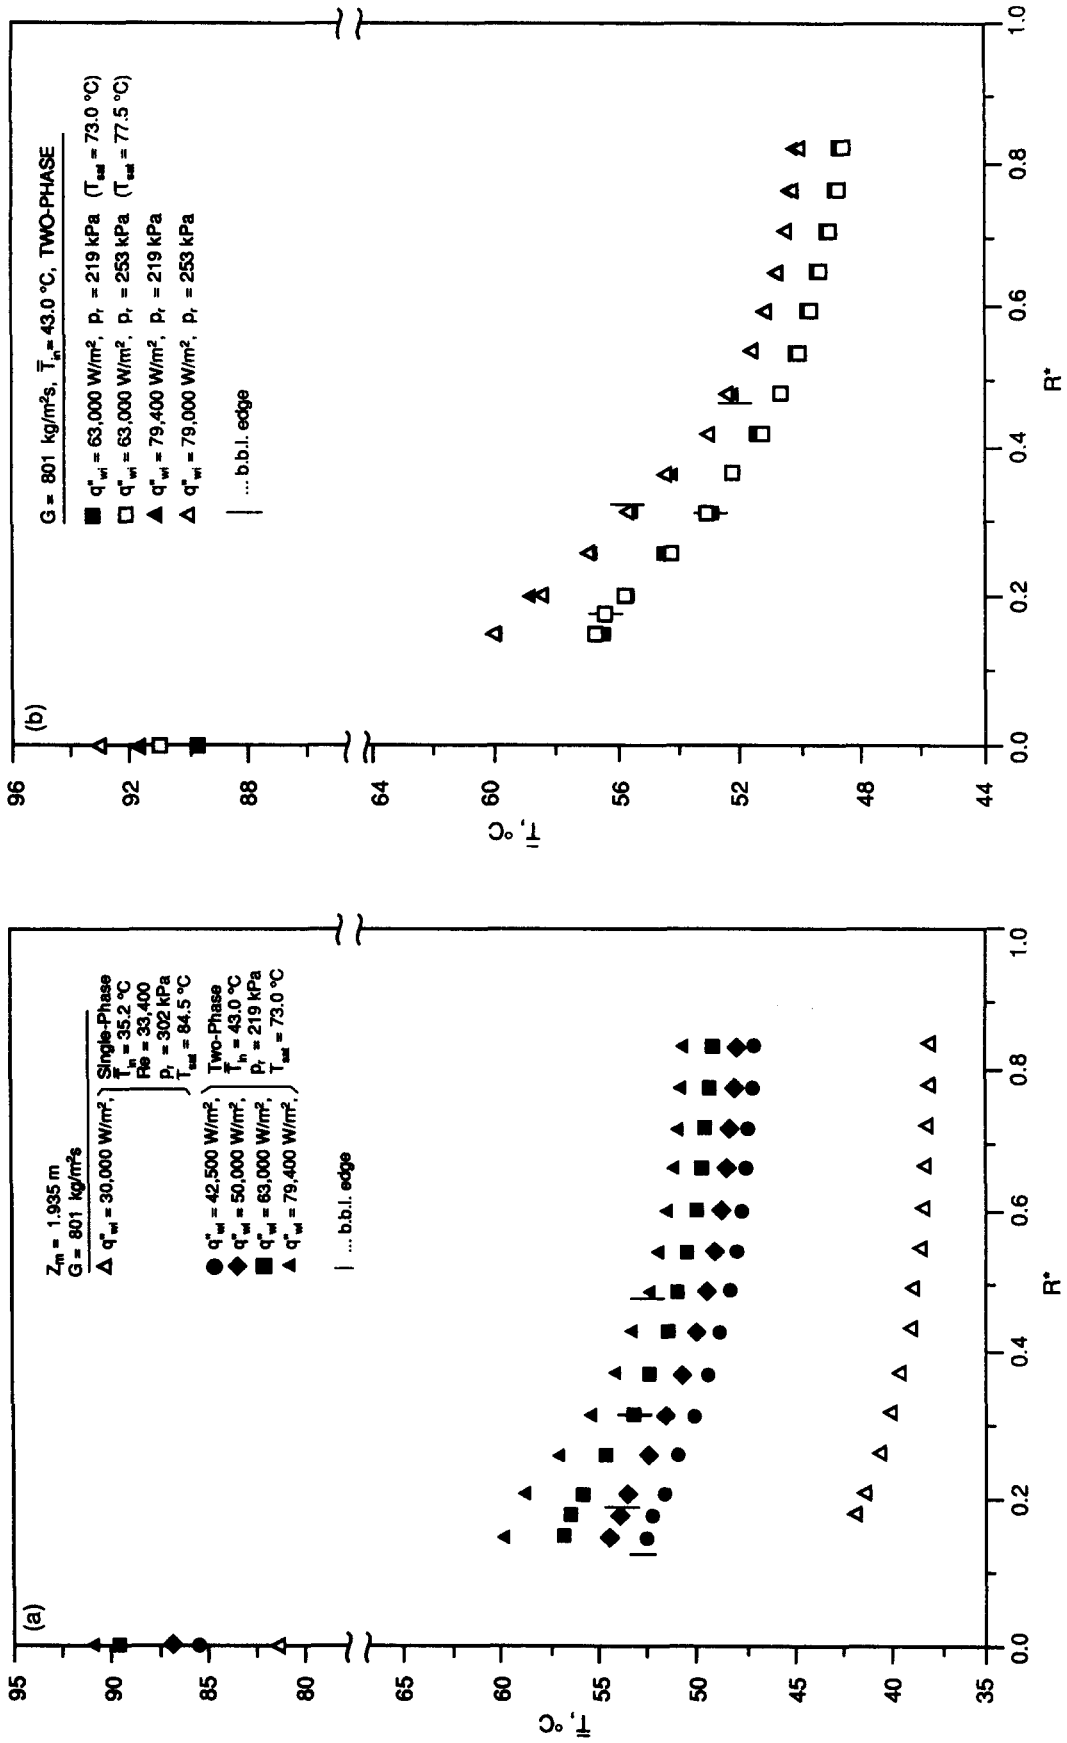 (a)
Z_m = 1.935 m
G = 801 kg/m²s
△ q"_wi = 30,000 W/m², Single-Phase
T̄_in = 35.2 °C
Re = 33,400
p_r = 302 kPa
T_sat = 84.5 °C
● q"_wi = 42,500 W/m², Two-Phase
◆ q"_wi = 50,000 W/m², T̄_in = 43.0 °C
■ q"_wi = 63,000 W/m², p_r = 219 kPa
▲ q"_wi = 79,400 W/m², T_sat = 73.0 °C
| ... b.b.l. edge
95
90
85
65
55
50
45
40
35
T̄, °C
0.0
0.2
0.4
0.6
0.8
1.0
R*
(b)
G = 801 kg/m²s, T̄_in = 43.0 °C, TWO-PHASE
■ q"_wi = 63,000 W/m², p_r = 219 kPa (T_sat = 73.0 °C)
□ q"_wi = 63,000 W/m², p_r = 253 kPa (T_sat = 77.5 °C)
▲ q"_wi = 79,400 W/m², p_r = 219 kPa
△ q"_wi = 79,000 W/m², p_r = 253 kPa
| ... b.b.l. edge
96
92
88
64
60
56
52
48
44
T̄, °C
0.0
0.2
0.4
0.6
0.8
1.0
R*